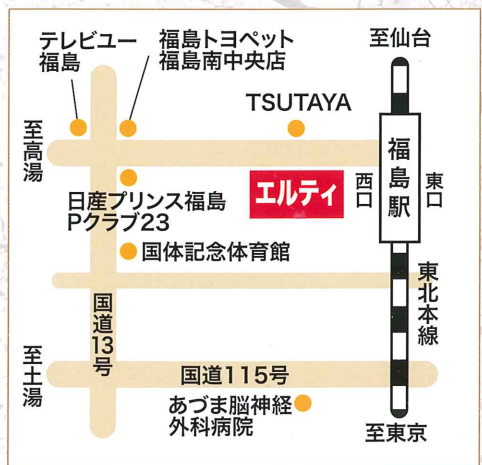 テレビユー
福島
福島トヨペット
福島南中央店
至仙台
TSUTAYA
至高湯
福島駅
西口
東口
エルティ
日産プリンス福島
Pクラブ23
国体記念体育館
東北本線
国道13号
至土湯
国道115号
あづま脳神経
外科病院
至東京